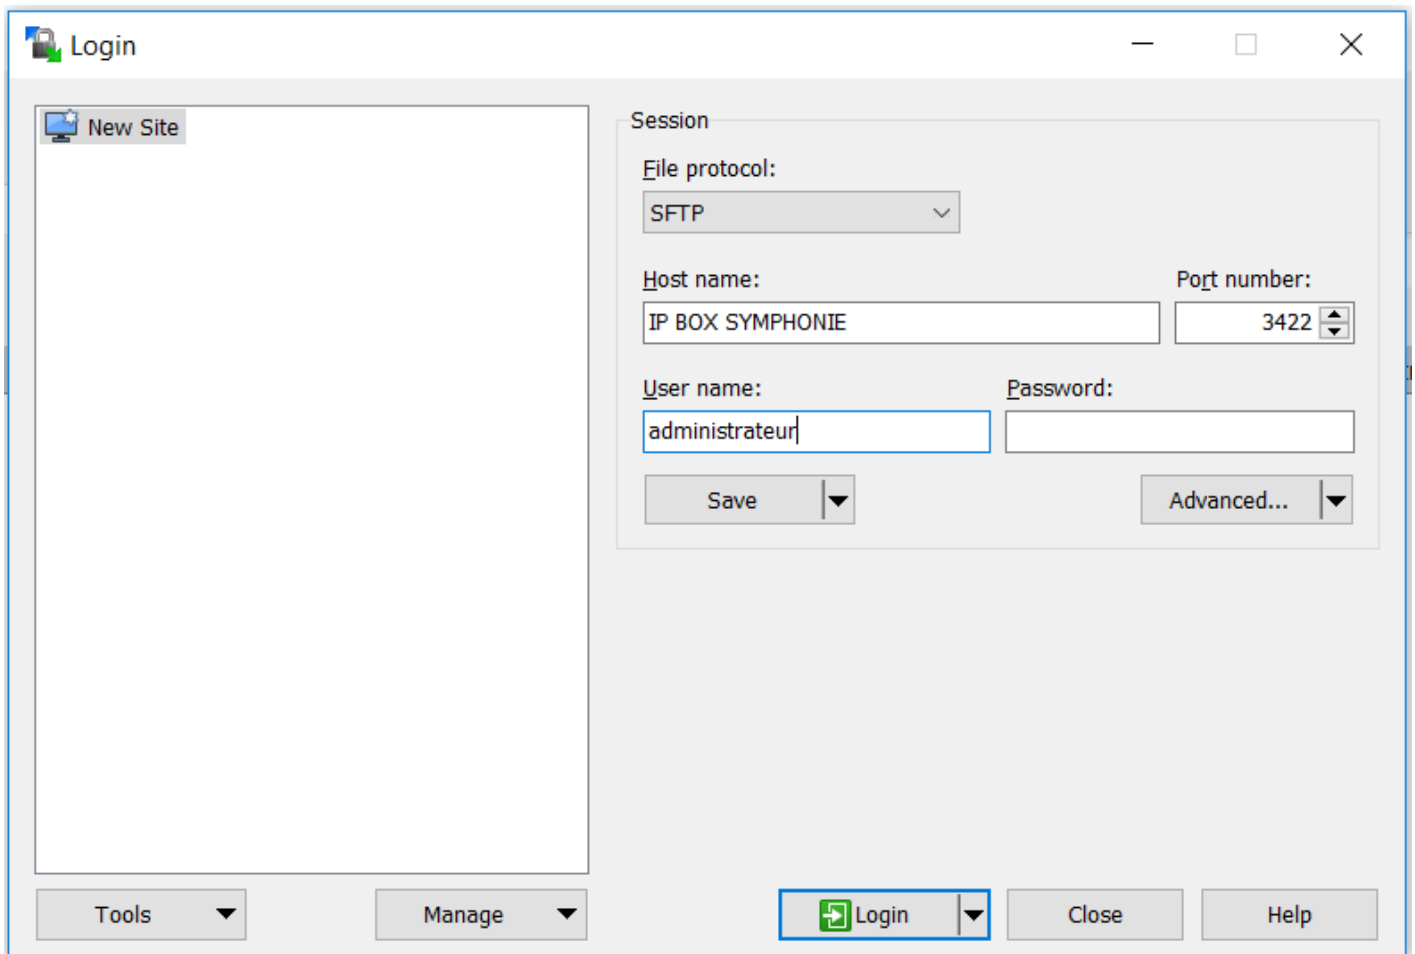 Login
New Site
Session
File protocol:
SFTP
Host name: Port number:
IP BOX SYMPHONIE 3422
User name: Password:
administrateur
Save Advanced...
Tools Manage Login Close Help